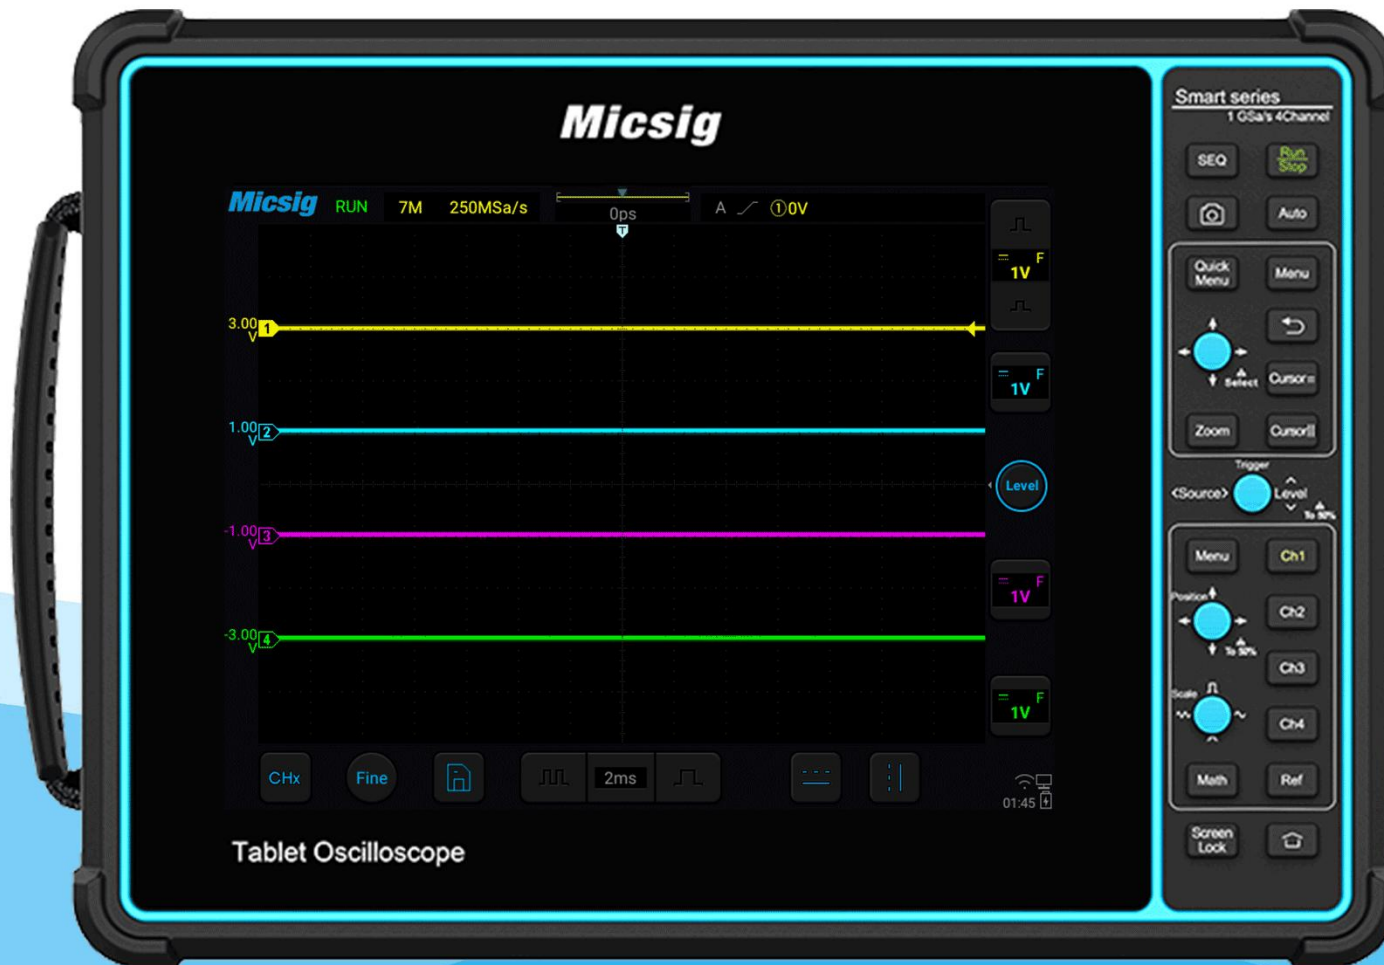 Micsig
Smart series
1 GSa/s 4Channel
SEQ
Run
Stop
Auto
Quick
Menu
Menu
Select
Cursor=
Zoom
Cursor||
Trigger
<Source>
Level
To 50%
Menu
Ch1
Position
Ch2
To 50%
Ch3
Scale
Ch4
Math
Ref
Screen
Lock
Micsig RUN 7M 250MSa/s 0ps A ①0V
T
F
1V
3.00 1
V
F
1V
1.00 2
V
Level
-1.00 3
V
F
1V
-3.00 4
V
F
1V
CHx Fine 2ms
01:45
Tablet Oscilloscope